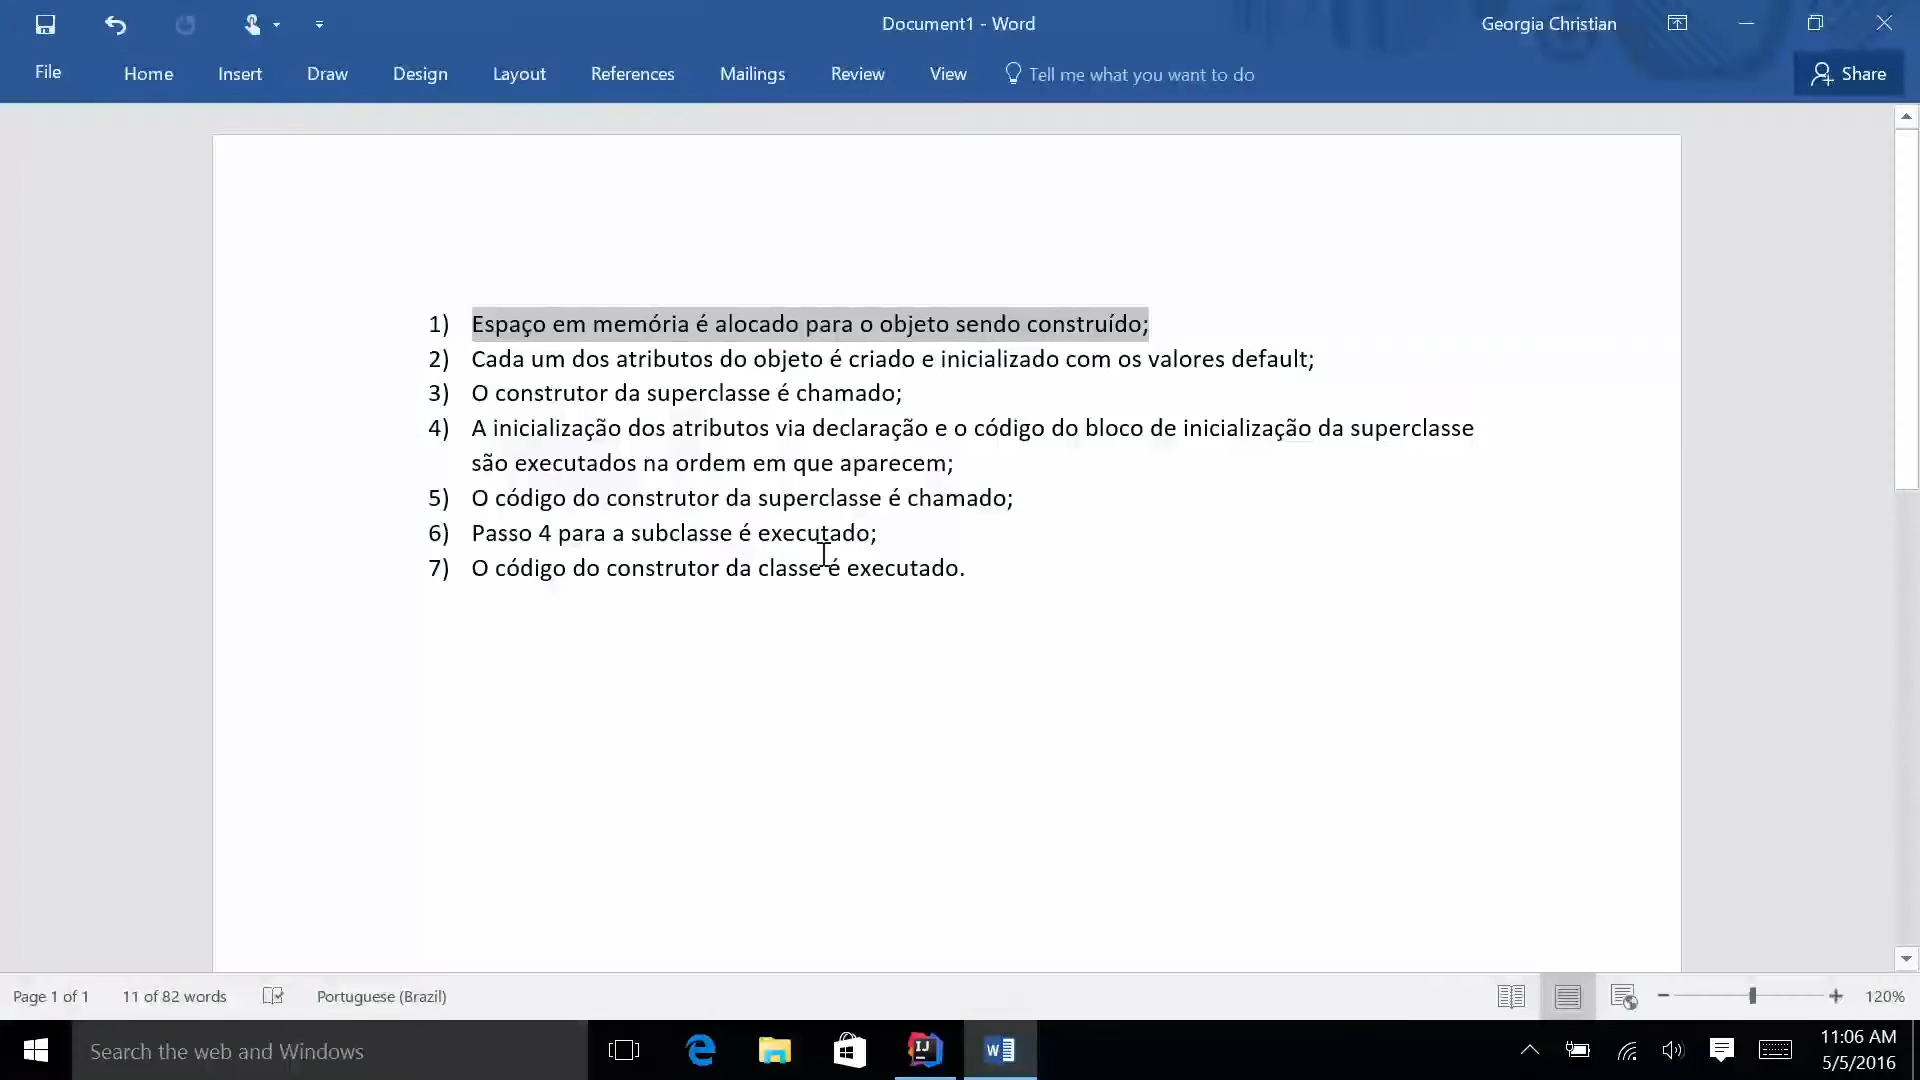 Document1 - Word
Georgia Christian
File Home Insert Draw Design Layout References Mailings Review View Tell me what you want to do Share
1) Espaço em memória é alocado para o objeto sendo construído;
2) Cada um dos atributos do objeto é criado e inicializado com os valores default;
3) O construtor da superclasse é chamado;
4) A inicialização dos atributos via declaração e o código do bloco de inicialização da superclasse
são executados na ordem em que aparecem;
5) O código do construtor da superclasse é chamado;
6) Passo 4 para a subclasse é executado;
7) O código do construtor da classe é executado.
Page 1 of 1 11 of 82 words Portuguese (Brazil) 120%
Search the web and Windows
IJ
W
11:06 AM
5/5/2016